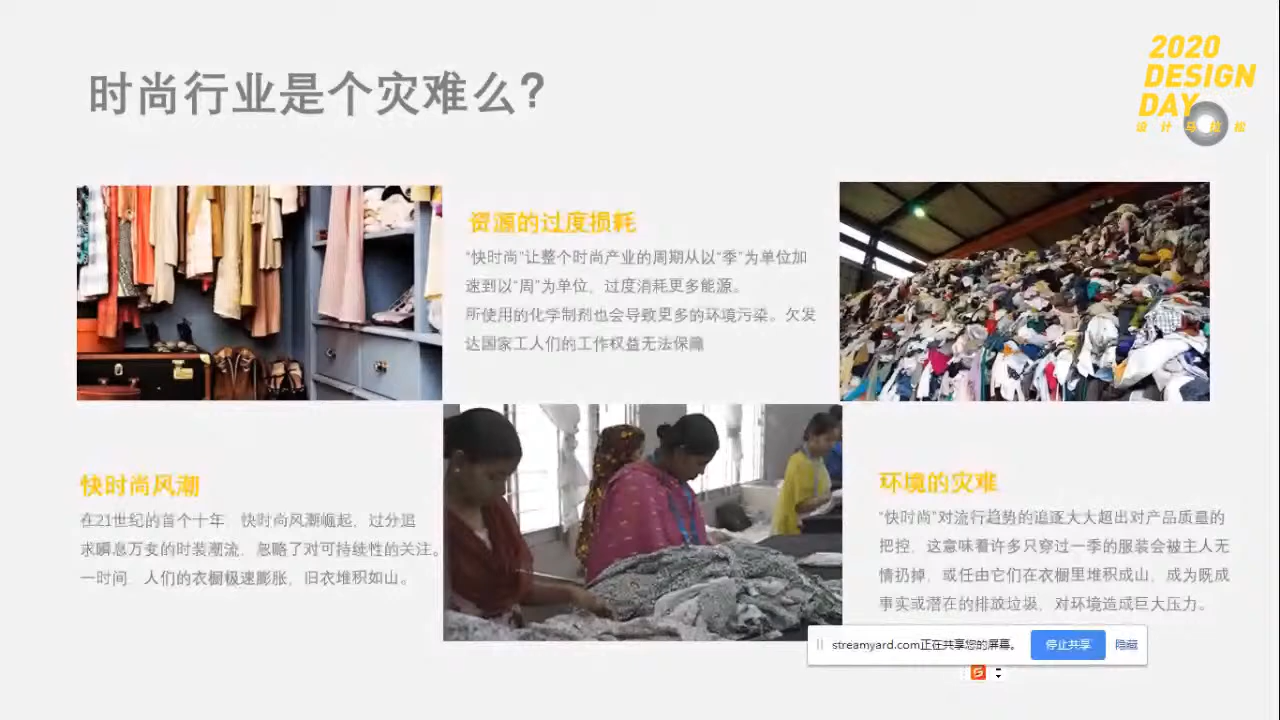 时尚行业是个灾难么?
2020
DESIGN
DAY
设计马拉松
资源的过度损耗
“快时尚”让整个时尚产业的周期从以“季”为单位加
速到以“周”为单位，过度消耗更多能源。
所使用的化学制剂也会导致更多的环境污染。欠发
达国家工人们的工作权益无法保障
快时尚风潮
在21世纪的首个十年，快时尚风潮崛起，过分追
求瞬息万变的时装潮流，忽略了对可持续性的关注。
一时间，人们的衣橱极速膨胀，旧衣堆积如山。
环境的灾难
“快时尚”对流行趋势的追逐大大超出对产品质量的
把控，这意味着许多只穿过一季的服装会被主人无
情扔掉，或任由它们在衣橱里堆积成山，成为既成
事实或潜在的排放垃圾，对环境造成巨大压力。
streamyard.com正在共享您的屏幕。 停止共享 隐藏